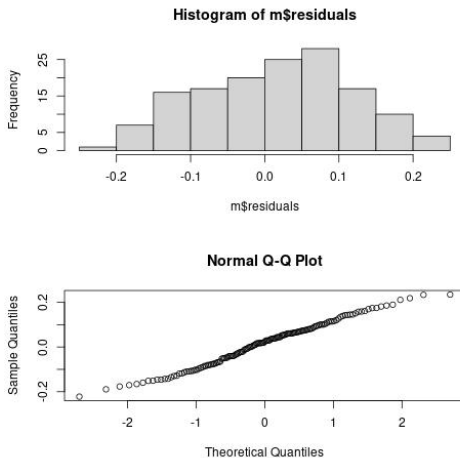 Histogram of m$residuals
Frequency
25
15
5
0
-0.2 -0.1 0.0 0.1 0.2
m$residuals
Normal Q-Q Plot
Sample Quantiles
0.2
0.0
-0.2
-2 -1 0 1 2
Theoretical Quantiles